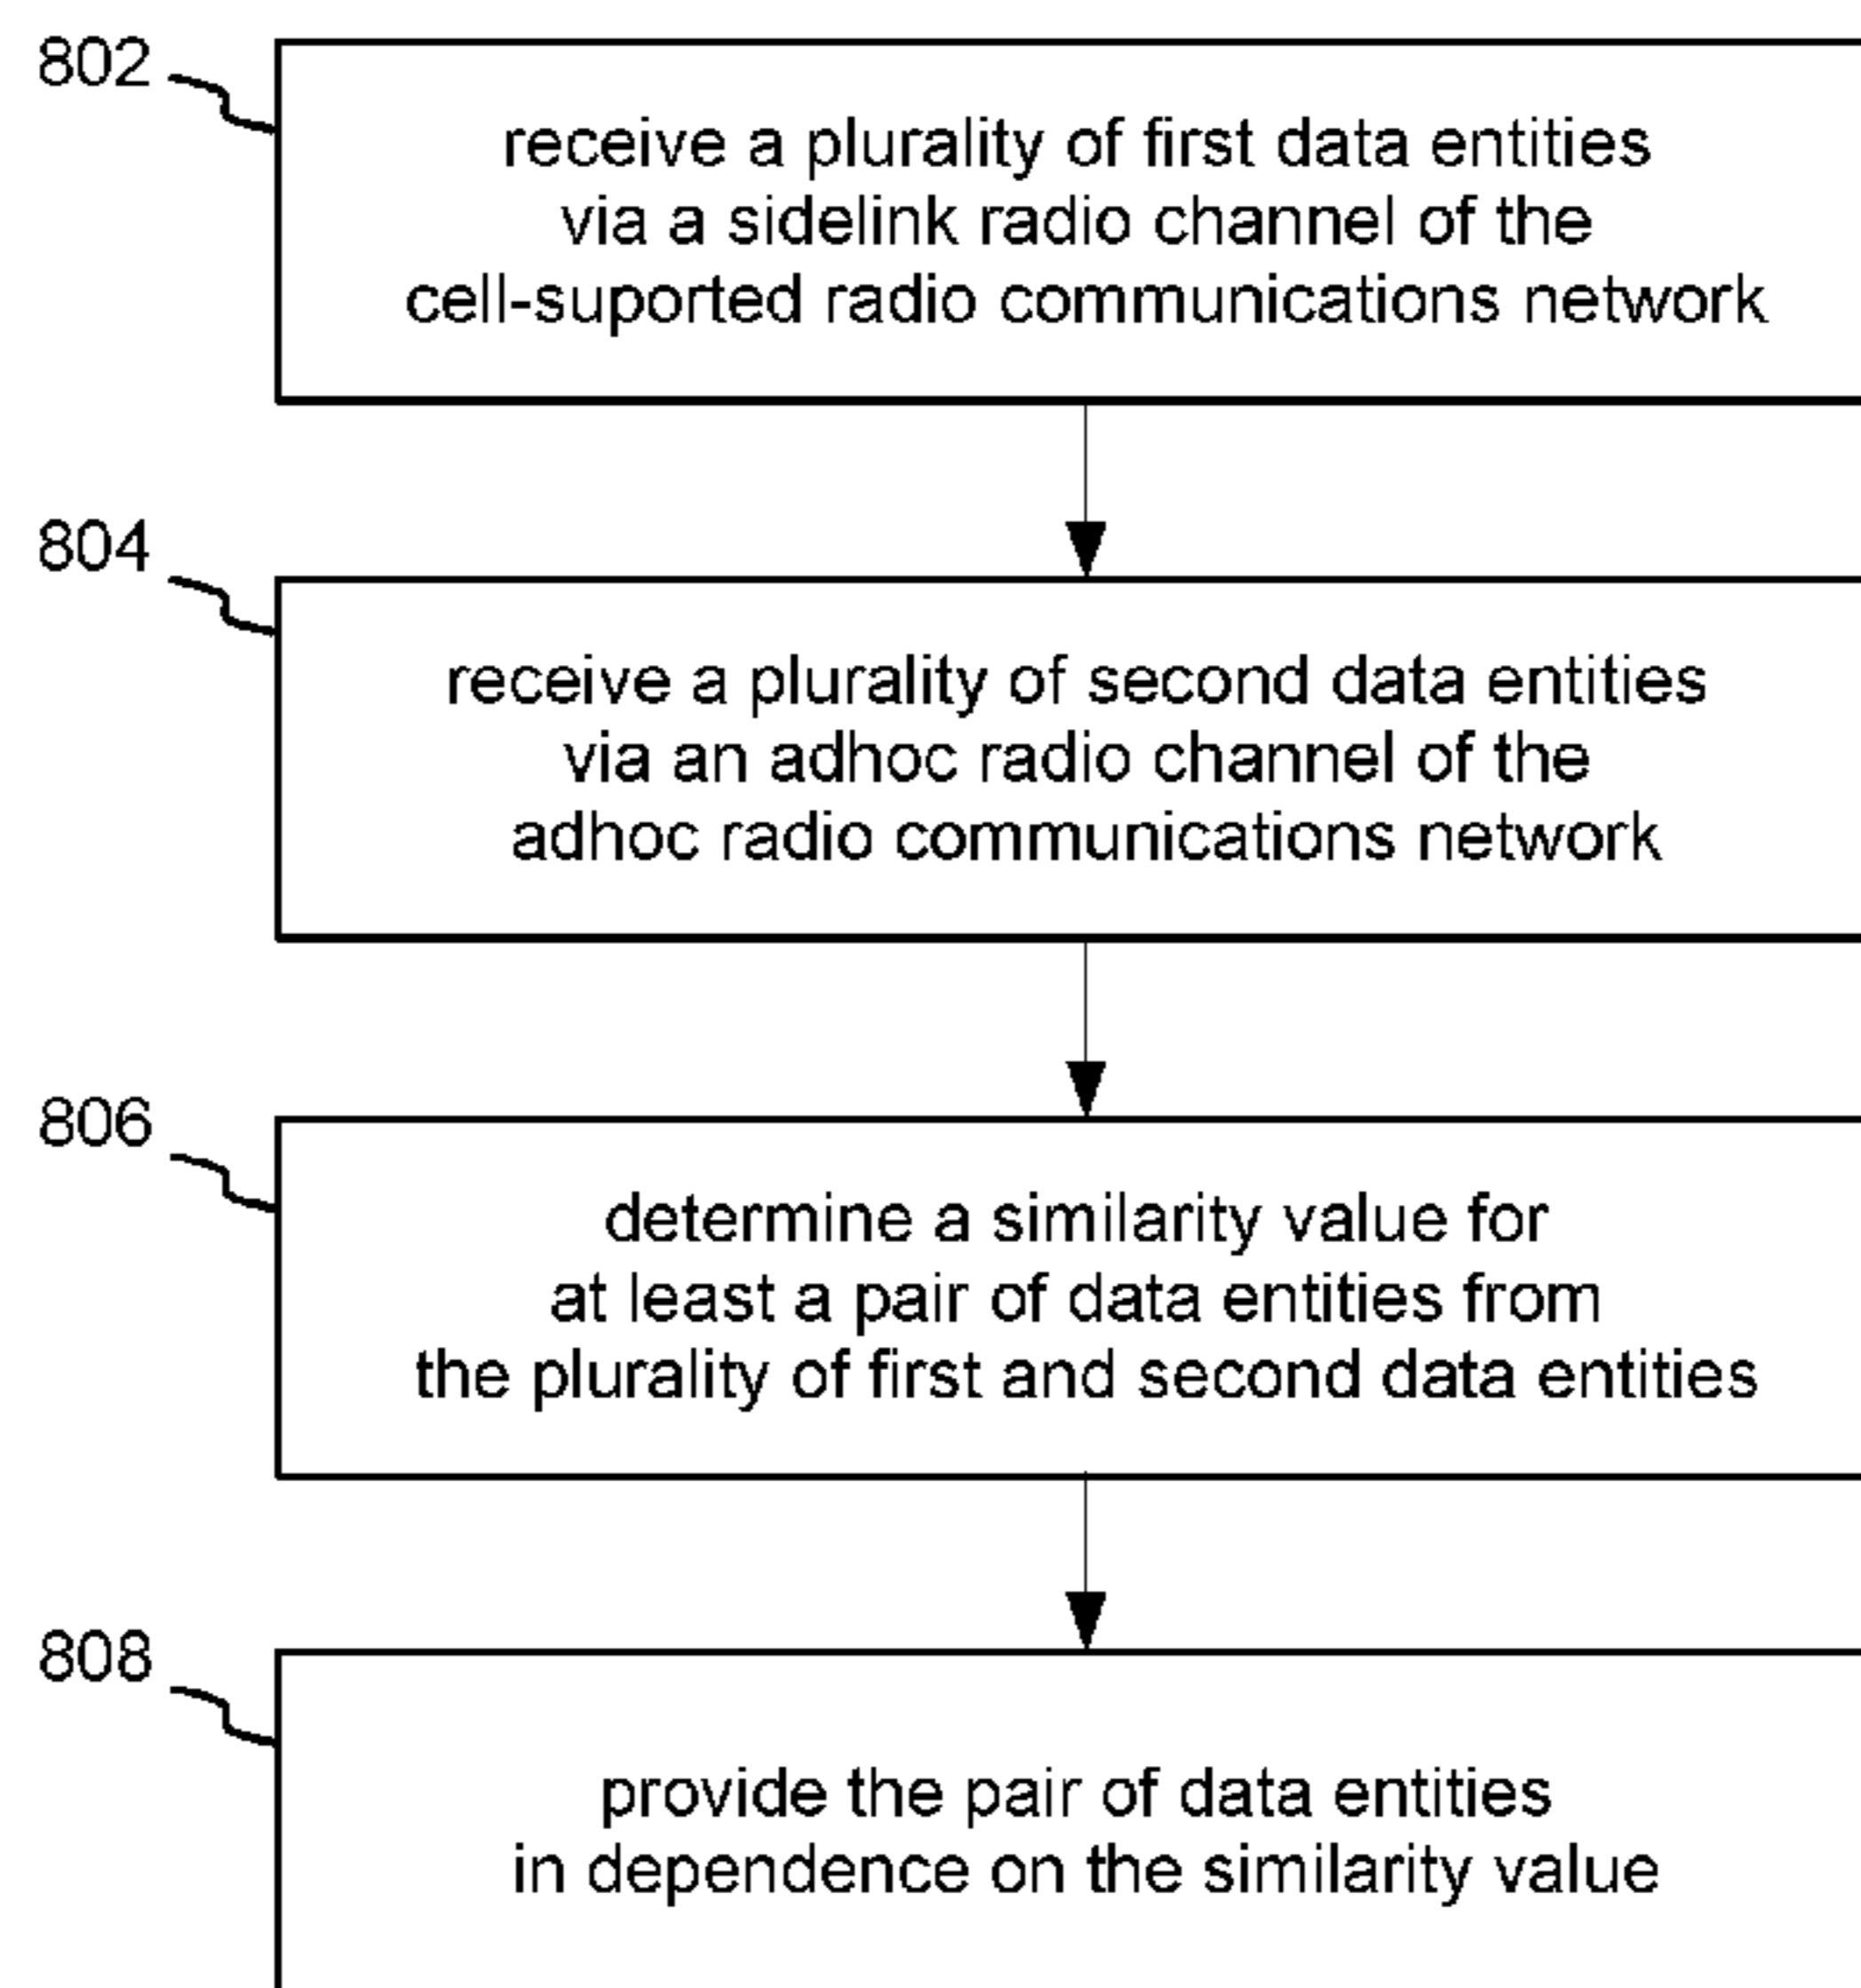 802
receive a plurality of first data entities
via a sidelink radio channel of the
cell-suported radio communications network
804
receive a plurality of second data entities
via an adhoc radio channel of the
adhoc radio communications network
806
determine a similarity value for
at least a pair of data entities from
the plurality of first and second data entities
808
provide the pair of data entities
in dependence on the similarity value